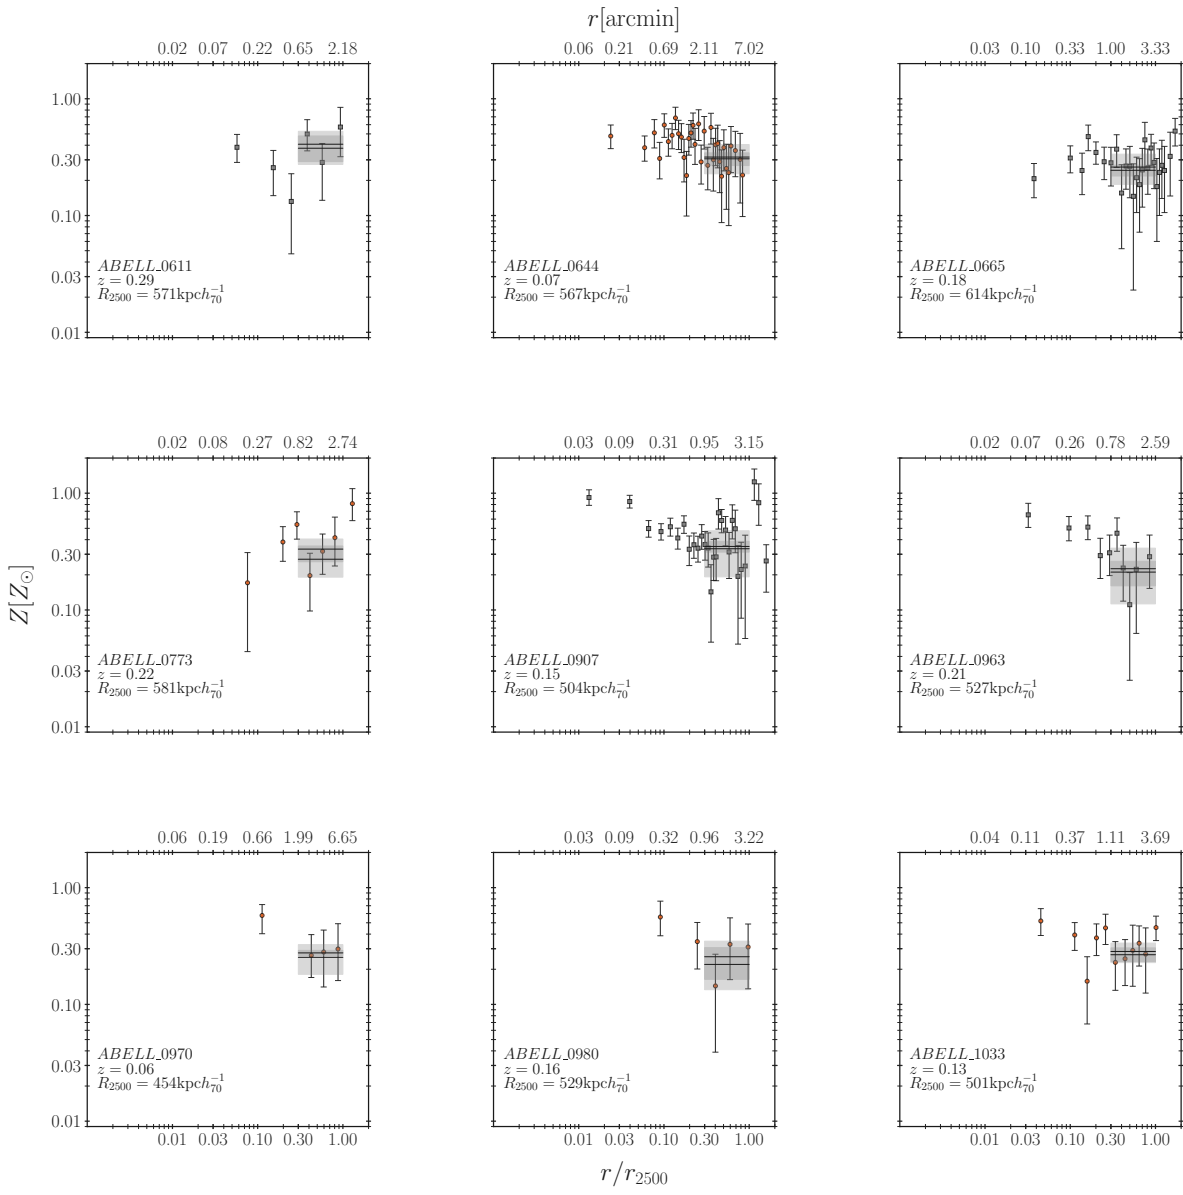 r[arcmin]
0.02 0.07 0.22 0.65 2.18
0.06 0.21 0.69 2.11 7.02
0.03 0.10 0.33 1.00 3.33
1.00
0.30
0.10
0.03
0.01
ABELL_0611
z = 0.29
R₂₅₀₀ = 571kpch₇₀⁻¹
ABELL_0644
z = 0.07
R₂₅₀₀ = 567kpch₇₀⁻¹
ABELL_0665
z = 0.18
R₂₅₀₀ = 614kpch₇₀⁻¹
0.02 0.08 0.27 0.82 2.74
0.03 0.09 0.31 0.95 3.15
0.02 0.07 0.26 0.78 2.59
Z[Z☉]
1.00
0.30
0.10
0.03
0.01
ABELL_0773
z = 0.22
R₂₅₀₀ = 581kpch₇₀⁻¹
ABELL_0907
z = 0.15
R₂₅₀₀ = 504kpch₇₀⁻¹
ABELL_0963
z = 0.21
R₂₅₀₀ = 527kpch₇₀⁻¹
0.06 0.19 0.66 1.99 6.65
0.03 0.09 0.32 0.96 3.22
0.04 0.11 0.37 1.11 3.69
1.00
0.30
0.10
0.03
0.01
ABELL_0970
z = 0.06
R₂₅₀₀ = 454kpch₇₀⁻¹
ABELL_0980
z = 0.16
R₂₅₀₀ = 529kpch₇₀⁻¹
ABELL_1033
z = 0.13
R₂₅₀₀ = 501kpch₇₀⁻¹
0.01 0.03 0.10 0.30 1.00
0.01 0.03 0.10 0.30 1.00
0.01 0.03 0.10 0.30 1.00
r/r₂₅₀₀